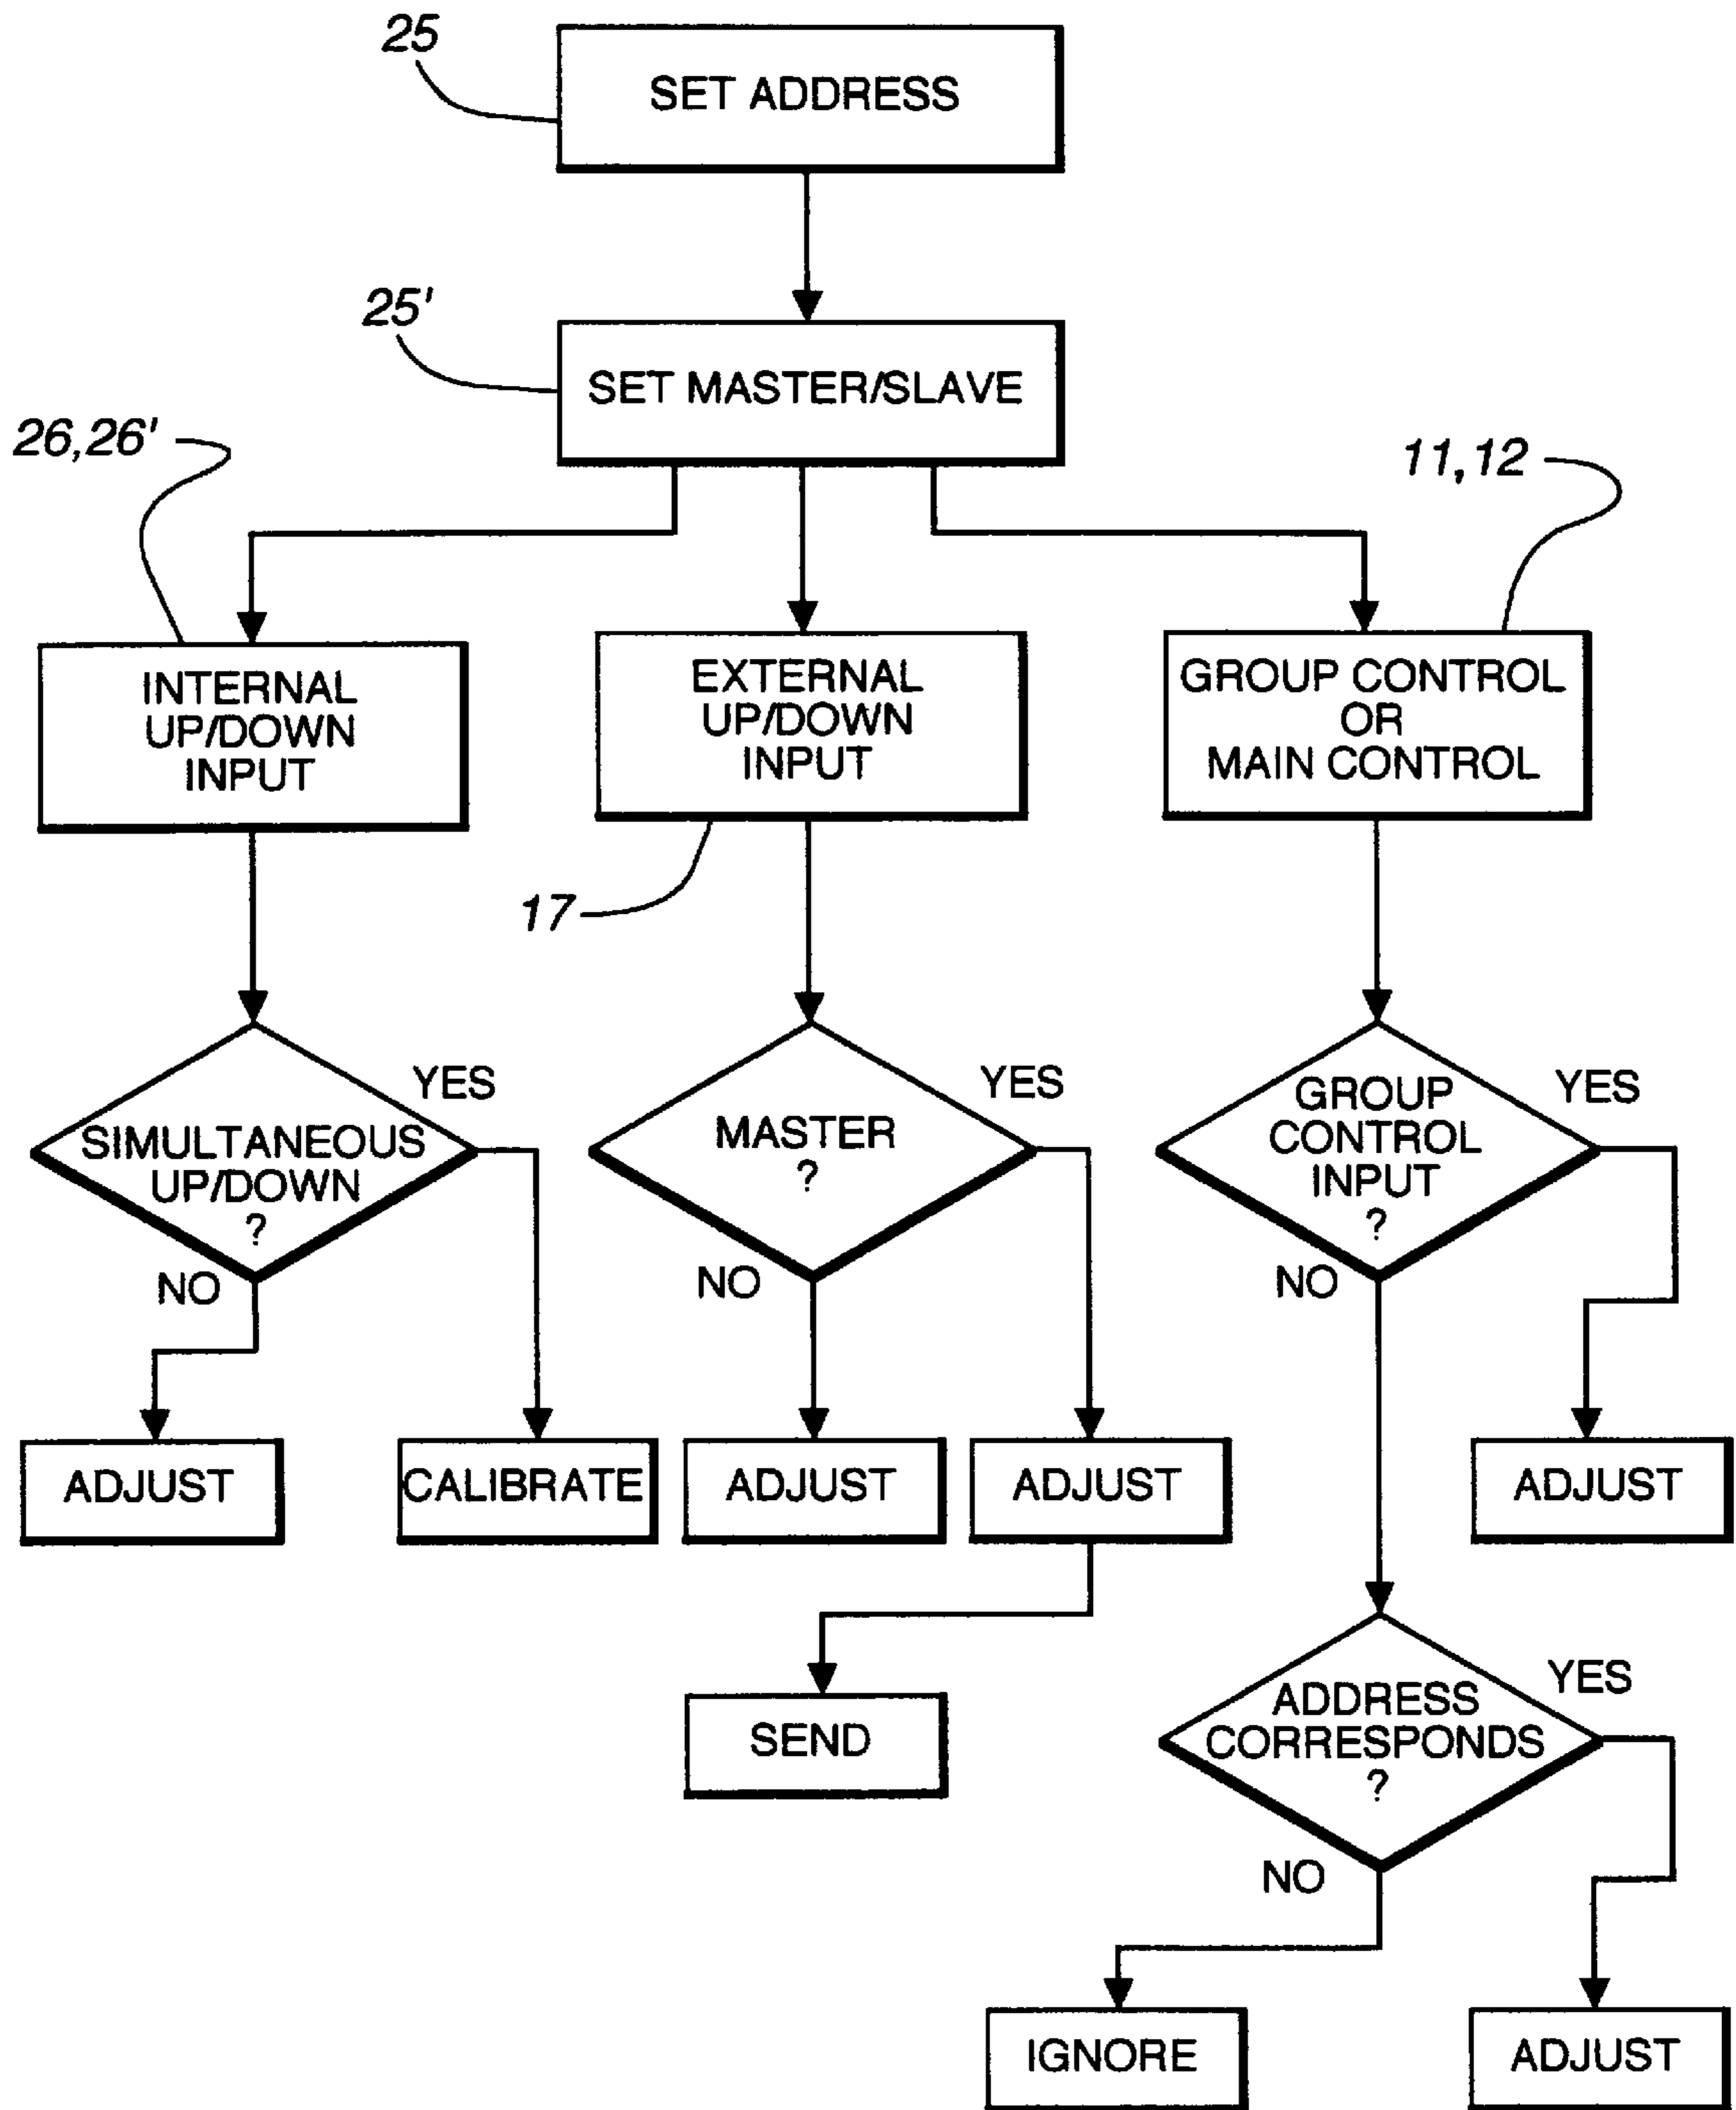 25
SET ADDRESS
25'
SET MASTER/SLAVE
26,26'
11,12
INTERNAL
UP/DOWN
INPUT
EXTERNAL
UP/DOWN
INPUT
GROUP CONTROL
OR
MAIN CONTROL
17
SIMULTANEOUS
UP/DOWN
?
YES
NO
MASTER
?
YES
NO
GROUP
CONTROL
INPUT
?
YES
NO
ADJUST
CALIBRATE
ADJUST
ADJUST
ADJUST
SEND
ADDRESS
CORRESPONDS
?
YES
NO
IGNORE
ADJUST